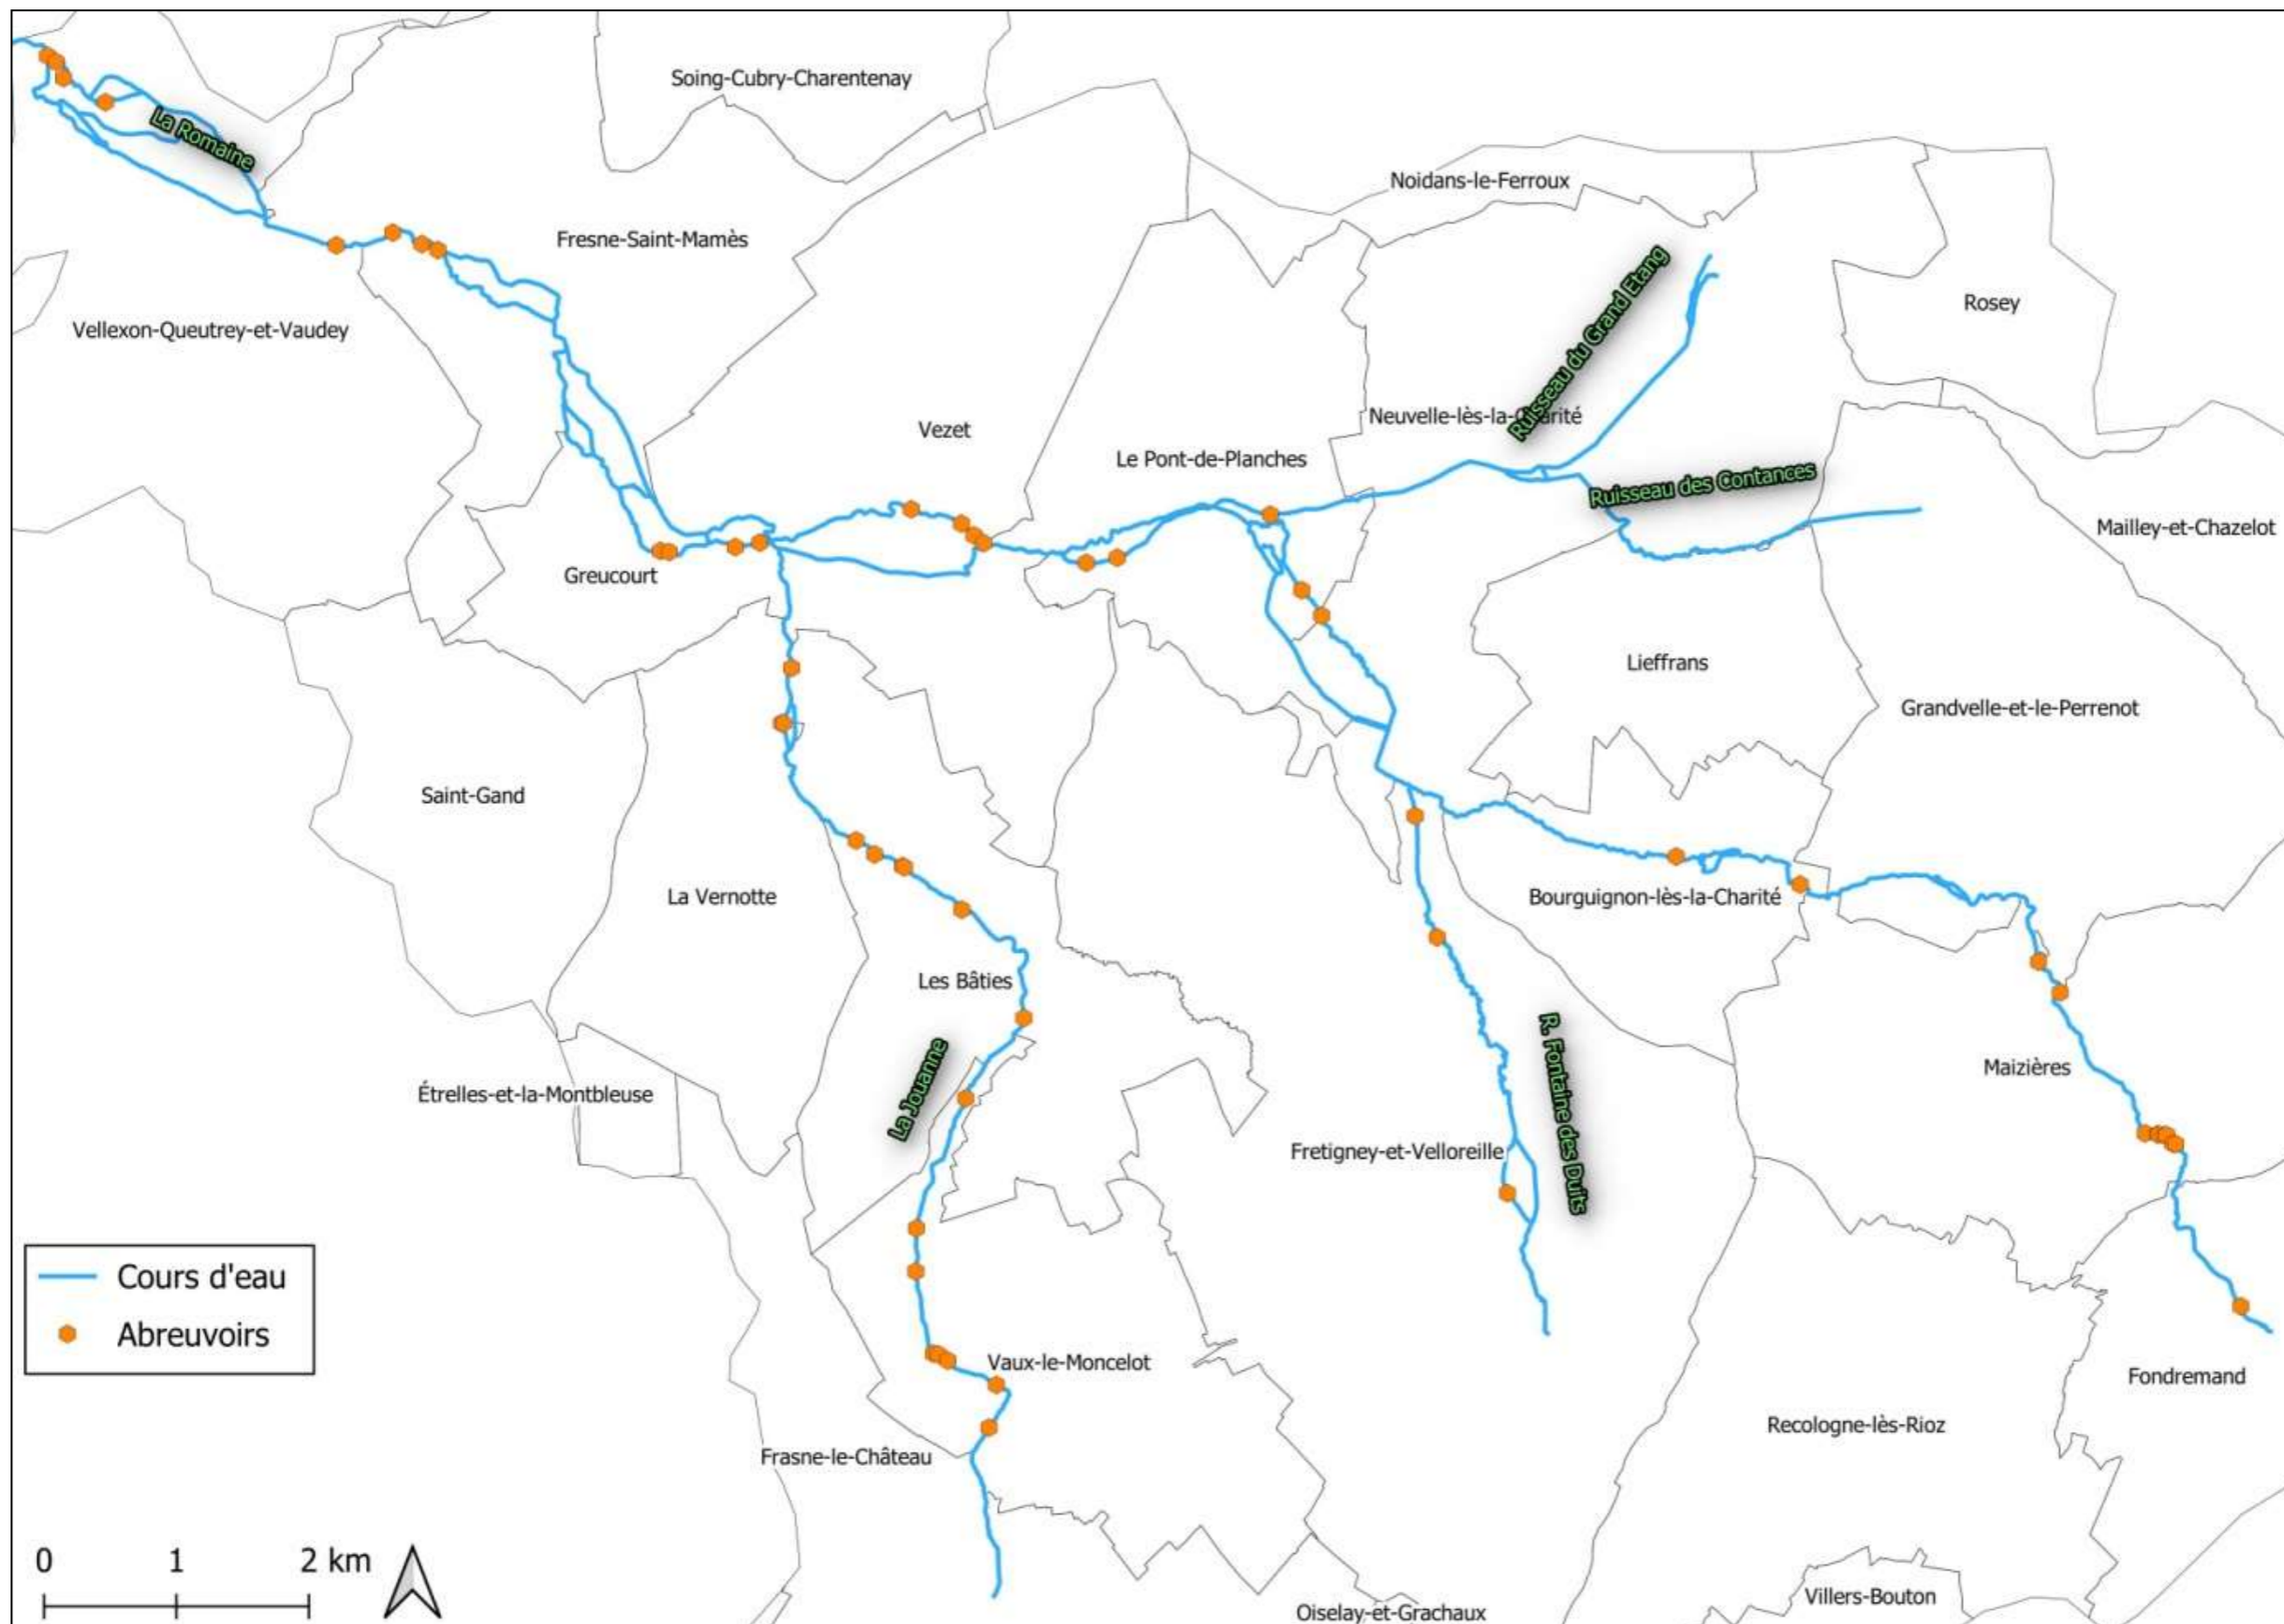 Soing-Cubry-Charentenay
La Romaine
Noidans-le-Ferroux
Fresne-Saint-Mamès
Ruisseau du Grand Etang
Rosey
Vellexon-Queutrey-et-Vaudey
Neuvelle-lès-la-Charité
Vezet
Le Pont-de-Planches
Ruisseau des Contances
Mailley-et-Chazelot
Greucourt
Lieffrans
Grandvelle-et-le-Perrenot
Saint-Gand
La Vernotte
Bourguignon-lès-la-Charité
Les Bâties
R. Fontaine des Duits
Maizières
La Jouanne
Étrelles-et-la-Montbleuse
Fretigney-et-Velloreille
Cours d'eau
Abreuvoirs
Vaux-le-Moncelot
Fondremand
Recologne-lès-Rioz
Frasne-le-Château
0 1 2 km
Villers-Bouton
Oiselay-et-Grachaux